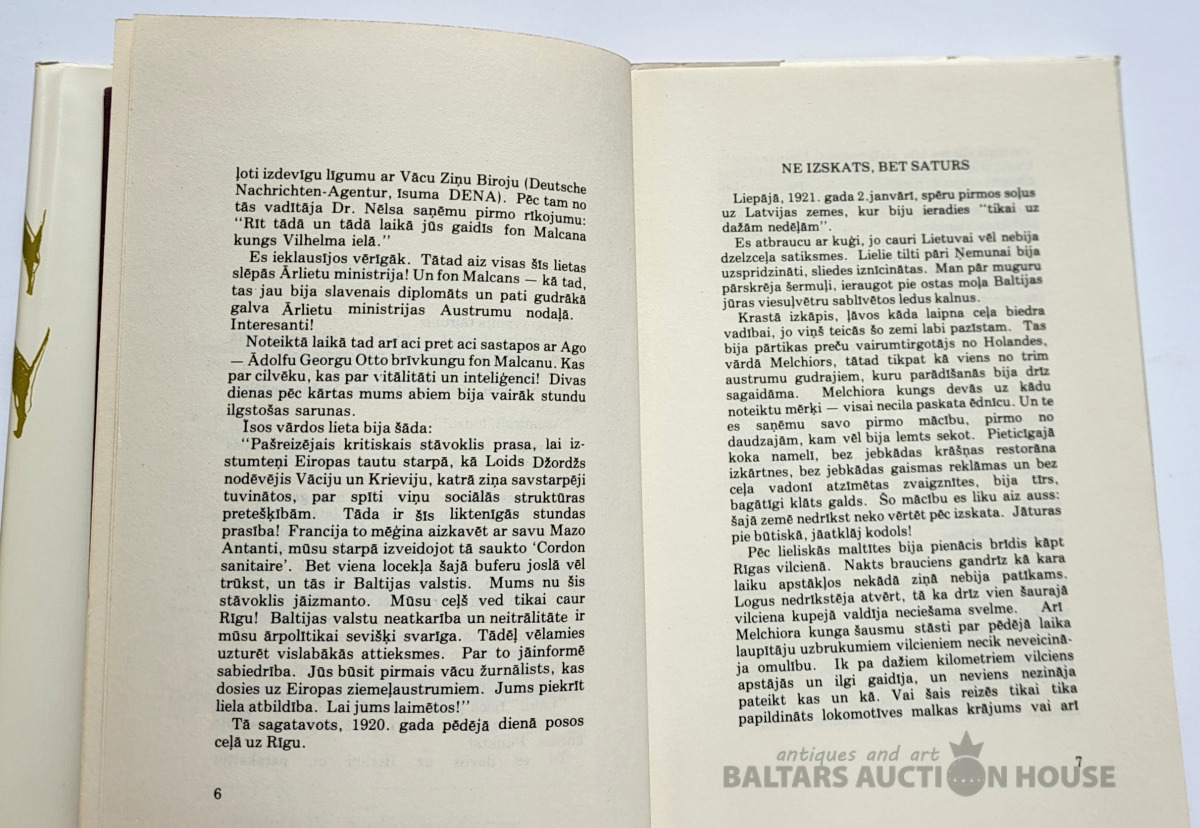 ļoti izdevīgu līgumu ar Vācu Ziņu Biroju (Deutsche
Nachrichten-Agentur, īsuma DENA). Pēc tam no
tās vadītāja Dr. Nēlsa saņēmu pirmo rīkojumu:
“Rīt tādā un tādā laikā jūs gaidīs fon Malcana
kungs Vilhelma ielā.”
Es ieklausījos vērīgāk. Tātad aiz visas šīs lietas
slēpās Ārlietu ministrija! Un fon Malcans — kā tad,
tas jau bija slavenais diplomāts un pati gudrākā
galva Ārlietu ministrijas Austrumu nodaļā.
Interesanti!
Noteiktā laikā tad arī aci pret aci sastapos ar Ago
— Ādolfu Georgu Otto brīvkungu fon Malcanu. Kas
par cilvēku, kas par vitālitāti un inteliģenci! Divas
dienas pēc kārtas mums abiem bija vairāk stundu
ilgstošas sarunas.
Īsos vārdos lieta bija šāda:
“Pašreizējais kritiskais stāvoklis prasa, lai iz-
stumteņi Eiropas tautu starpā, kā Loids Džordžs
nodēvējis Vāciju un Krieviju, katrā ziņa savstarpēji
tuvinātos, par spīti viņu sociālās struktūras
pretešķībām. Tāda ir šīs liktenīgās stundas
prasība! Francija to mēģina aizkavēt ar savu Mazo
Antanti, mūsu starpā izveidojot tā saukto ‘Cordon
sanitaire’. Bet viena locekļa šajā buferu joslā vēl
trūkst, un tās ir Baltijas valstis. Mums nu šis
stāvoklis jāizmanto. Mūsu ceļš ved tikai caur
Rīgu! Baltijas valstu neatkarība un neitrālitāte ir
mūsu ārpolītikai sevišķi svarīga. Tādēļ vēlamies
uzturēt vislabākās attieksmes. Par to jāinformē
sabiedrība. Jūs būsit pirmais vācu žurnālists, kas
dosies uz Eiropas ziemeļaustrumiem. Jums piekrīt
liela atbildība. Lai jums laimētos!”
Tā sagatavots, 1920. gada pēdējā dienā posos
ceļā uz Rīgu.
6
NE IZSKATS, BET SATURS
Liepājā, 1921. gada 2.janvārī, spēru pirmos soļus
uz Latvijas zemes, kur biju ieradies “tikai uz
dažām nedēļām”.
Es atbraucu ar kuģi, jo cauri Lietuvai vēl nebija
dzelzceļa satiksmes. Lielie tilti pāri Ņemunai bija
uzspridzināti, sliedes iznīcinātas. Man pār muguru
pārskrēja šermuļi, ieraugot pie ostas moļa Baltijas
jūras viesuļvētru sablīvētos ledus kalnus.
Krastā izkāpis, ļāvos kāda laipna ceļa biedra
vadībai, jo viņš teicās šo zemi labi pazīstam. Tas
bija pārtikas preču vairumtirgotājs no Holandes,
vārdā Melchiors, tātad tikpat kā viens no trim
austrumu gudrajiem, kuru parādīšanās bija drīz
sagaidāma. Melchiora kungs devās uz kādu
noteiktu mērķi — visai necila paskata ēdnīcu. Un te
es saņēmu savo pirmo mācību, pirmo no
daudzajām, kam vēl bija lemts sekot. Pieticīgajā
koka namelī, bez jebkādas krāšņas restorāna
izkārtnes, bez jebkādas gaismas reklāmas un bez
ceļa vadonī atzīmētas zvaigznītes, bija tīrs,
bagātīgi klāts galds. Šo mācību es liku aiz auss:
šajā zemē nedrīkst neko vērtēt pēc izskata. Jāturas
pie būtiskā, jāatklāj kodols!
Pēc lieliskās maltītes bija pienācis brīdis kāpt
Rīgas vilcienā. Nakts brauciens gandrīz kā kara
laiku apstākļos nekādā ziņā nebija patīkams.
Logus nedrīkstēja atvērt, tā ka drīz vien šaurajā
vilciena kupejā valdīja neciešama svelme. Arī
Melchiora kunga šausmu stāsti par pēdējā laika
laupītāju uzbrukumiem vilcieniem necik neveicinā-
ja omulību. Ik pa dažiem kilometriem vilciens
apstājās un ilgi gaidīja, un neviens nezināja
pateikt kas un kā. Vai šais reizēs tikai tika
papildināts lokomotīves malkas krājums vai arī
7
antiques and art
BALTARS AUCTION HOUSE